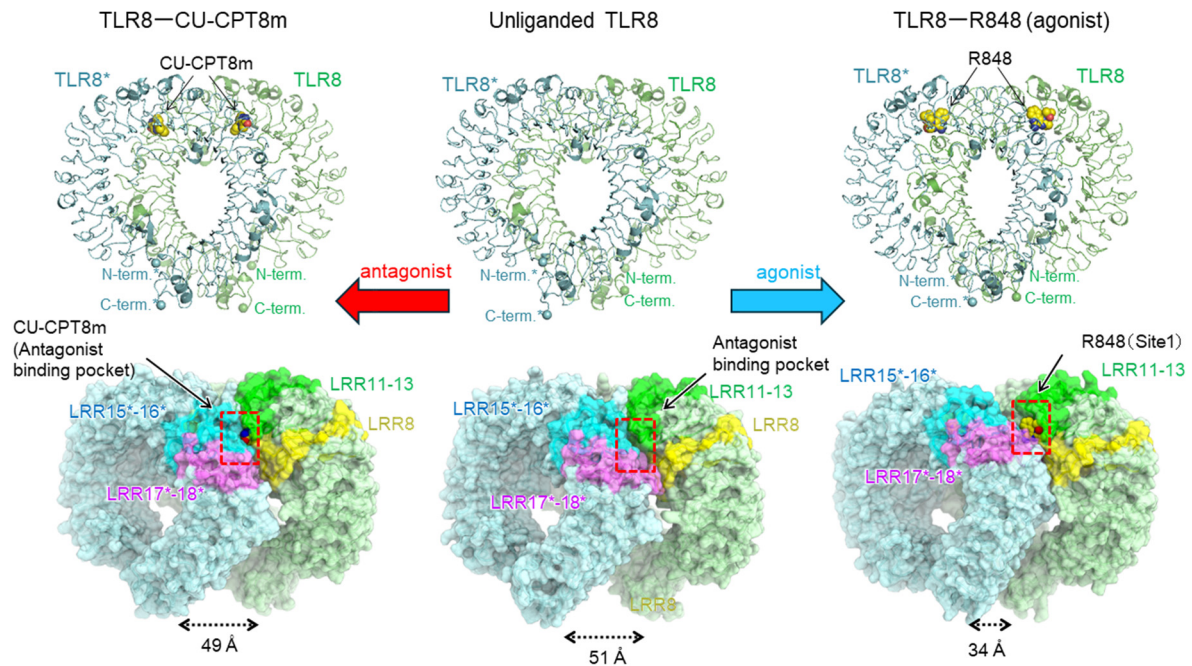 TLR8—CU-CPT8m
Unliganded TLR8
TLR8—R848 (agonist)
CU-CPT8m
TLR8*
TLR8
TLR8*
TLR8
R848
TLR8*
TLR8
N-term.*
N-term.
C-term.*
C-term.
N-term.*
N-term.
C-term.*
C-term.
N-term.*
N-term.
C-term.*
C-term.
antagonist
agonist
CU-CPT8m
(Antagonist
binding pocket)
LRR11-13
LRR15*-16*
LRR8
LRR17*-18*
49 Å
Antagonist
binding pocket
LRR11-13
LRR15*-16*
LRR8
LRR17*-18*
LRR8
51 Å
R848(Site1)
LRR15*-16*
LRR11-13
LRR8
LRR17*-18*
34 Å